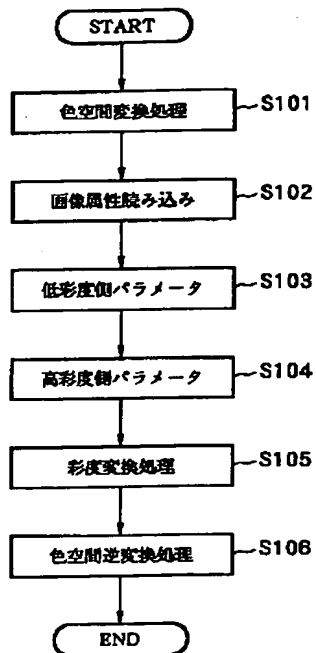 START
色空間変換処理 S101
画像属性読み込み S102
低彩度側パラメータ S103
高彩度側パラメータ S104
彩度変換処理 S105
色空間逆変換処理 S106
END